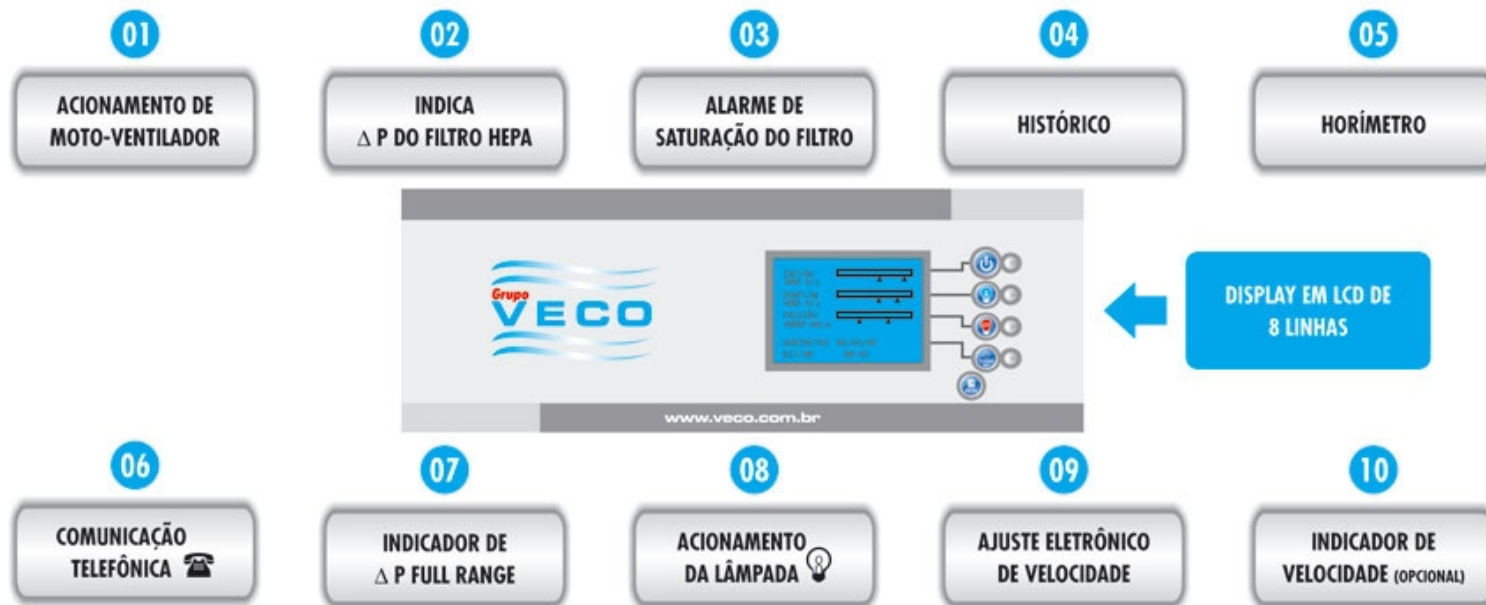 01
02
03
04
05
ACIONAMENTO DE
MOTO-VENTILADOR
INDICA
Δ P DO FILTRO HEPA
ALARME DE
SATURAÇÃO DO FILTRO
HISTÓRICO
HORÍMETRO
Grupo
VECO
DISPLAY EM LCD DE
8 LINHAS
www.veco.com.br
06
07
08
09
10
COMUNICAÇÃO
TELEFÔNICA
INDICADOR DE
Δ P FULL RANGE
ACIONAMENTO
DA LÂMPADA
AJUSTE ELETRÔNICO
DE VELOCIDADE
INDICADOR DE
VELOCIDADE (OPCIONAL)